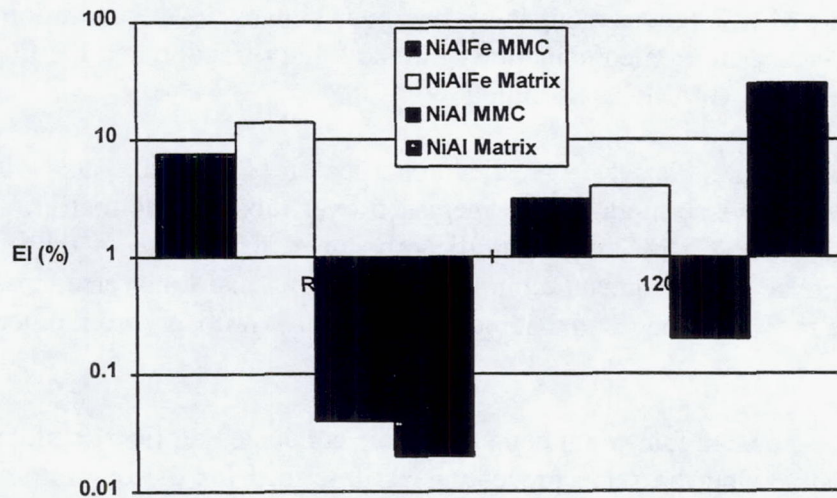 100
NiAlFe MMC
NiAlFe Matrix
NiAl MMC
NiAl Matrix
10
El (%)
1
0.1
0.01